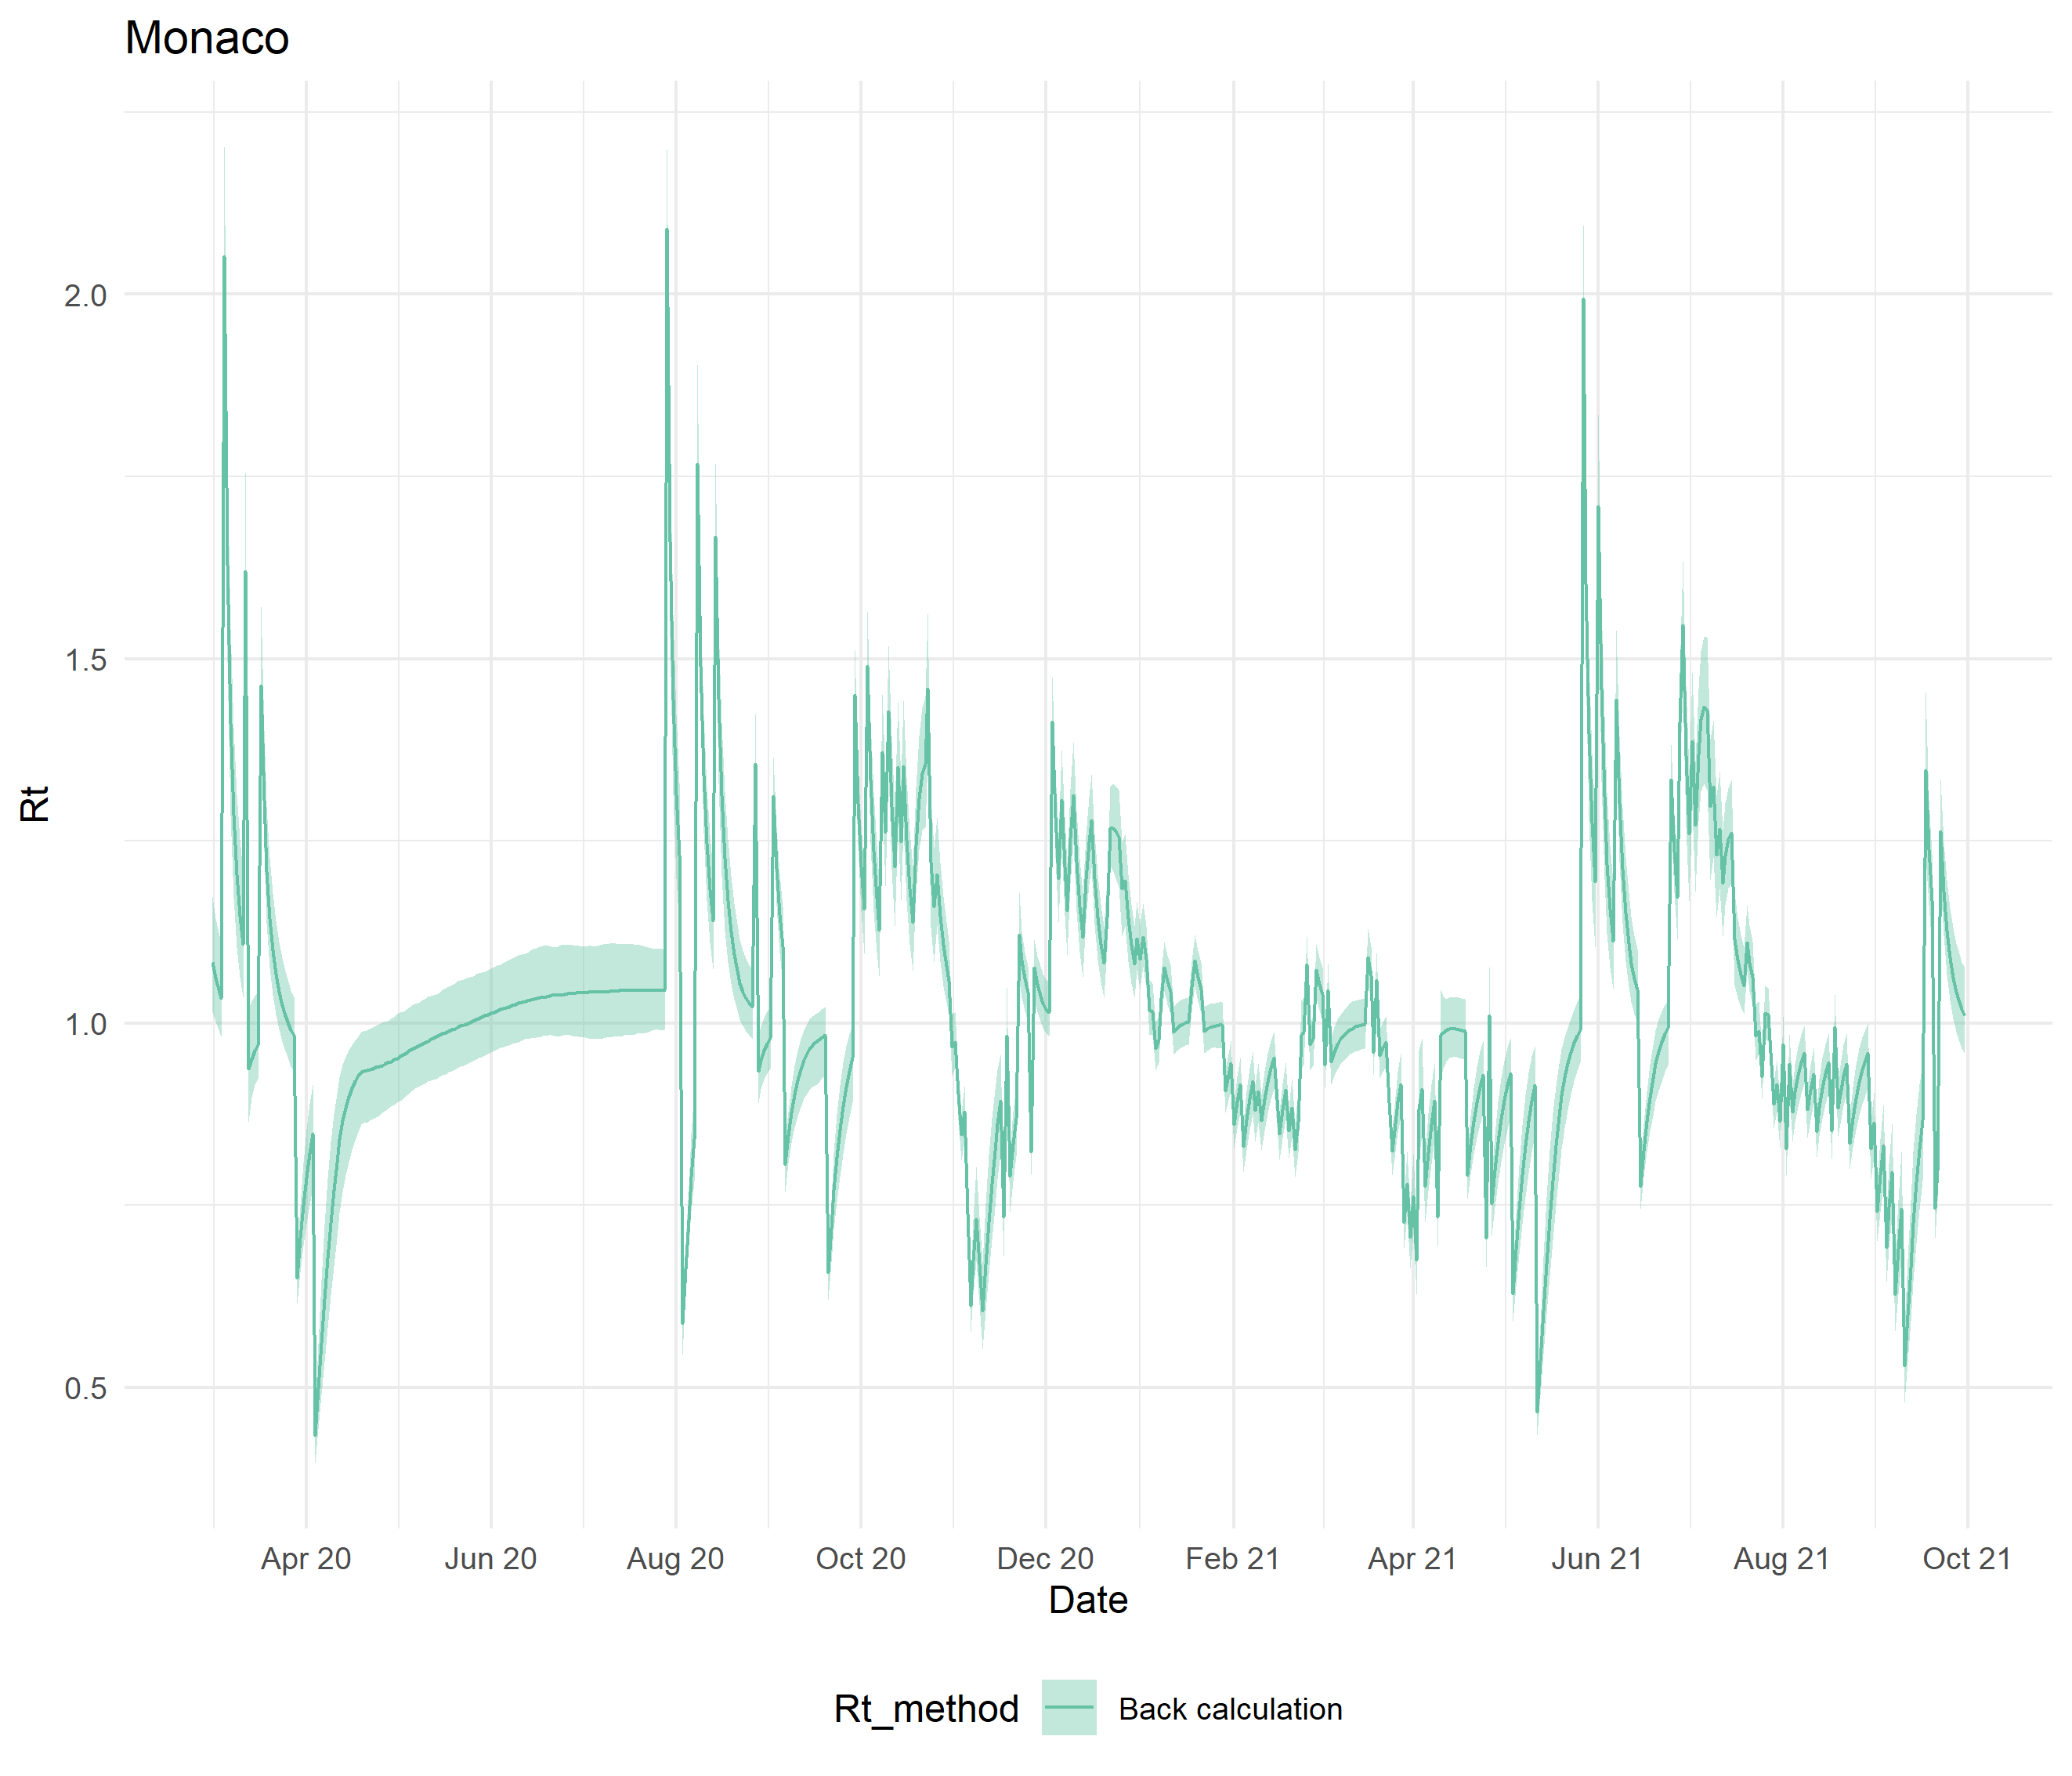 Monaco
Rt
2.0
1.5
1.0
0.5
Apr 20 Jun 20 Aug 20 Oct 20 Dec 20 Feb 21 Apr 21 Jun 21 Aug 21 Oct 21
Date
Rt_method Back calculation